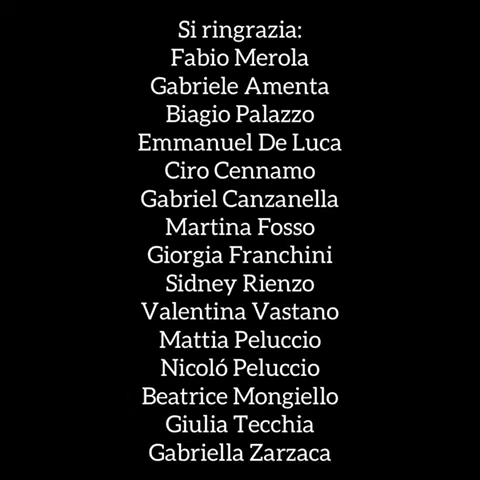 Si ringrazia:
Fabio Merola
Gabriele Amenta
Biagio Palazzo
Emmanuel De Luca
Ciro Cennamo
Gabriel Canzanella
Martina Fosso
Giorgia Franchini
Sidney Rienzo
Valentina Vastano
Mattia Peluccio
Nicoló Peluccio
Beatrice Mongiello
Giulia Tecchia
Gabriella Zarzaca